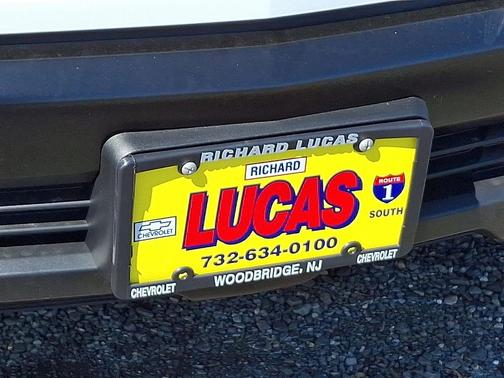 RICHARD LUCAS
RICHARD
LUCAS
ROUTE
1
SOUTH
CHEVROLET
732-634-0100
WOODBRIDGE, NJ
CHEVROLET
CHEVROLET